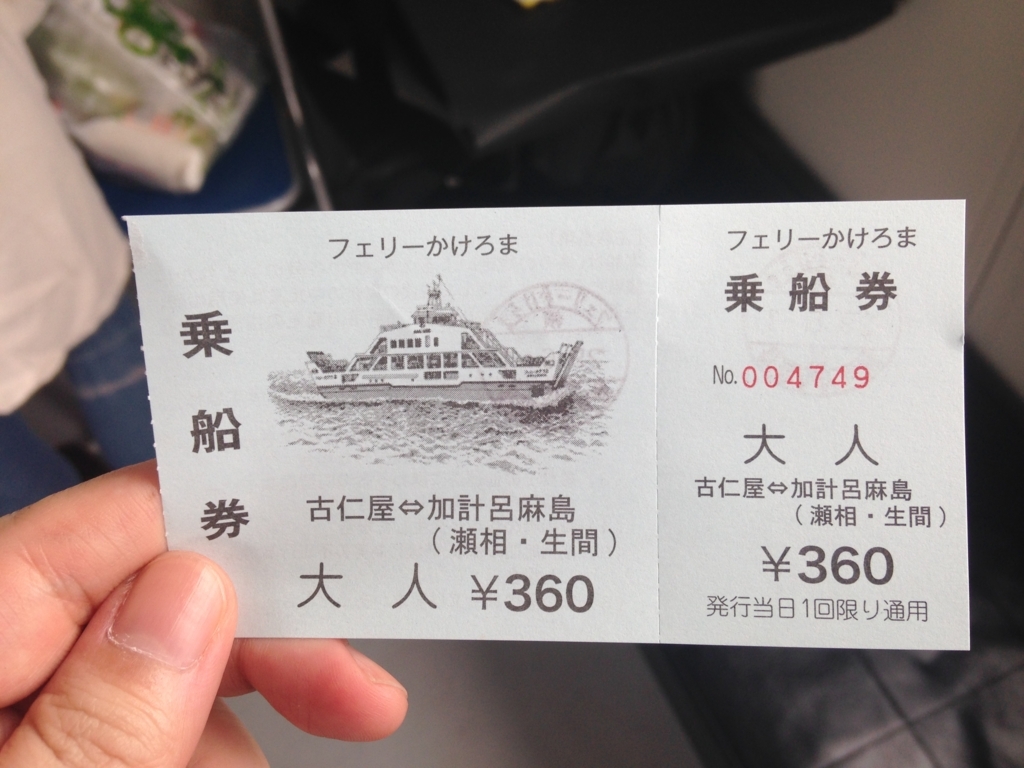 フェリーかけろま
乗船券
古仁屋⇔加計呂麻島
（瀬相・生間）
大人 ¥360
フェリーかけろま
乗船券
No.004749
大人
古仁屋⇔加計呂麻島
（瀬相・生間）
¥360
発行当日1回限り通用